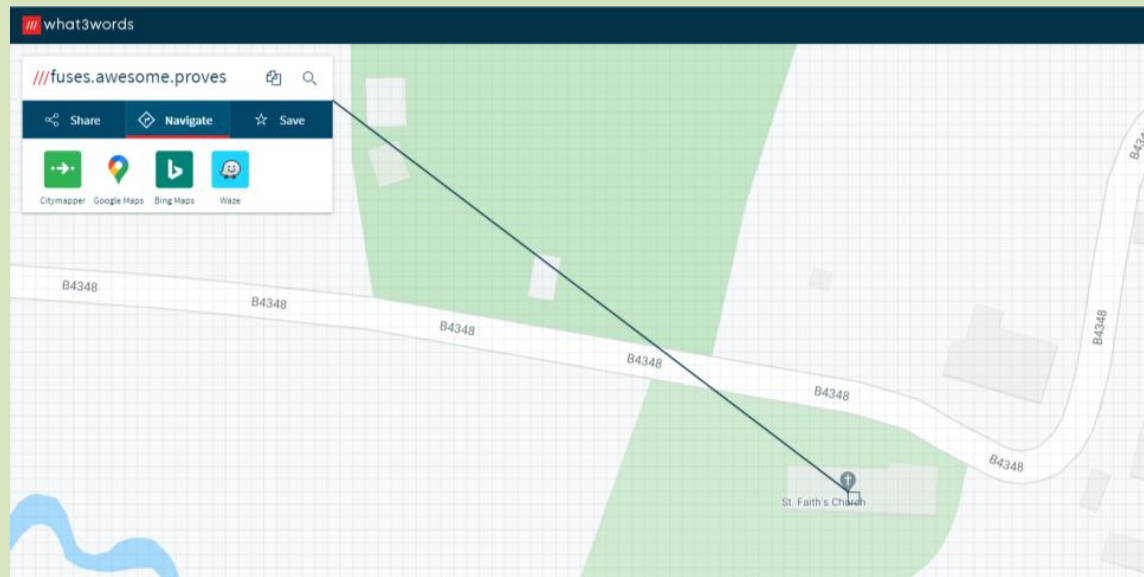 /// what3words
///fuses.awesome.proves
Share Navigate Save
Citymapper Google Maps Bing Maps Waze
B4348
B4348
B4348
B4348
B4348
B4348
B4348
St. Faith's Church